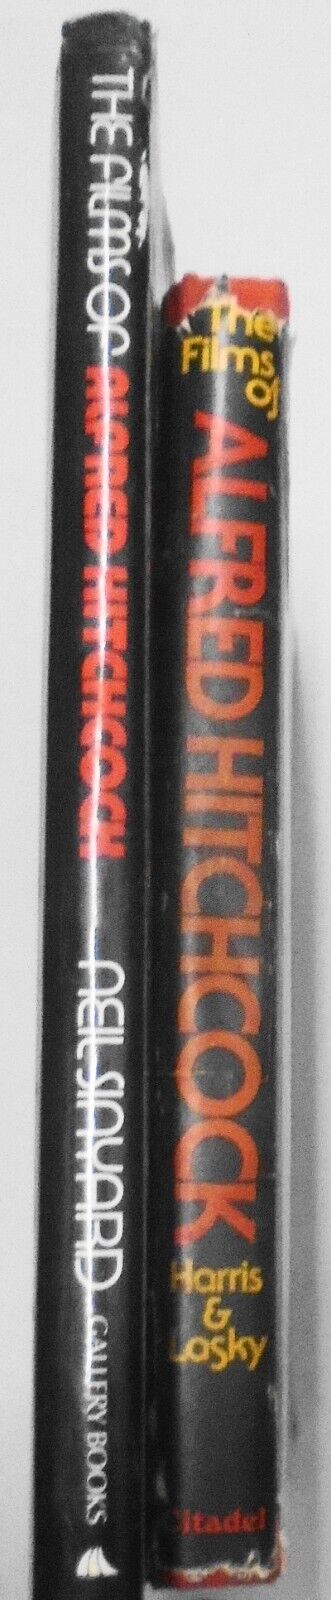 THE FILMS OF ALFRED HITCHCOCK NEIL SINYARD GALLERY BOOKS
The
Films
of
ALFRED HITCHCOCK
Harris
&
Lasky
Citadel